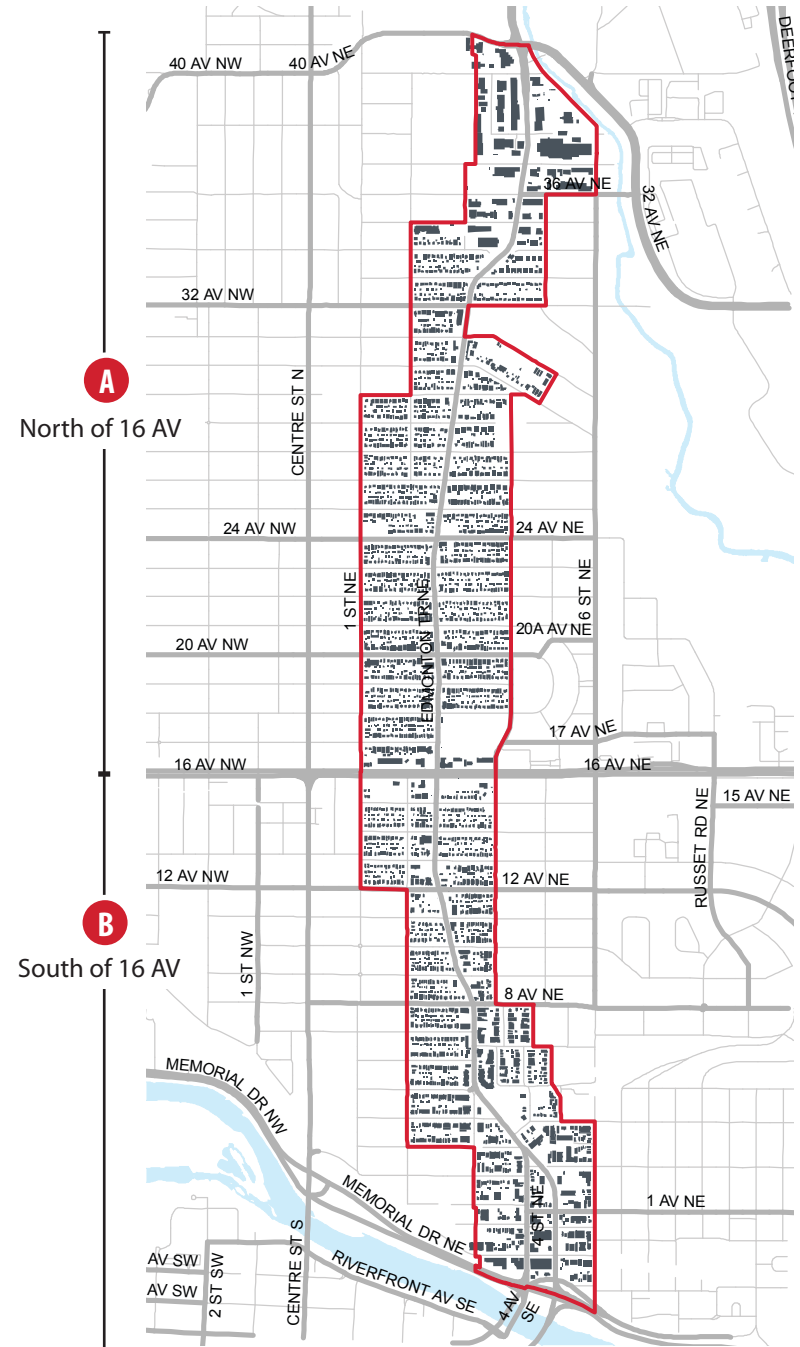 40 AV NW
40 AV NE
DEERFOOT
36 AV NE
32 AV NE
32 AV NW
A
North of 16 AV
CENTRE ST N
24 AV NW
24 AV NE
1 ST NE
EDMONTON TR NE
6 ST NE
20 AV NW
20A AV NE
17 AV NE
16 AV NW
16 AV NE
15 AV NE
RUSSET RD NE
12 AV NW
12 AV NE
B
South of 16 AV
1 ST NW
8 AV NE
MEMORIAL DR NW
MEMORIAL DR NE
4 ST NE
1 AV NE
AV SW
AV SW
2 ST SW
CENTRE ST S
RIVERFRONT AV SE
4 AV
SE